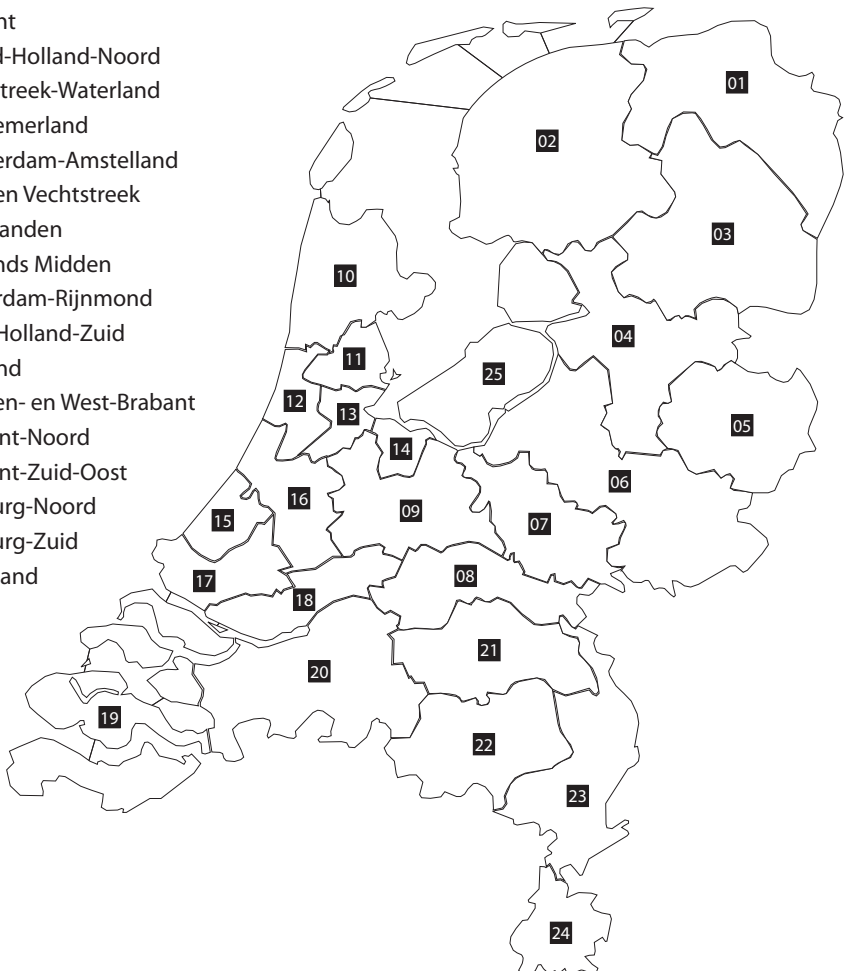 nt
d-Holland-Noord
treek-Waterland
emerland
erdam-Amstelland
en Vechtstreek
anden
nds Midden
rdam-Rijnmond
Holland-Zuid
nd
en- en West-Brabant
nt-Noord
nt-Zuid-Oost
urg-Noord
urg-Zuid
and
01
02
03
10
04
11
25
12
13
05
14
06
16
09
15
07
17
08
18
21
20
19
22
23
24